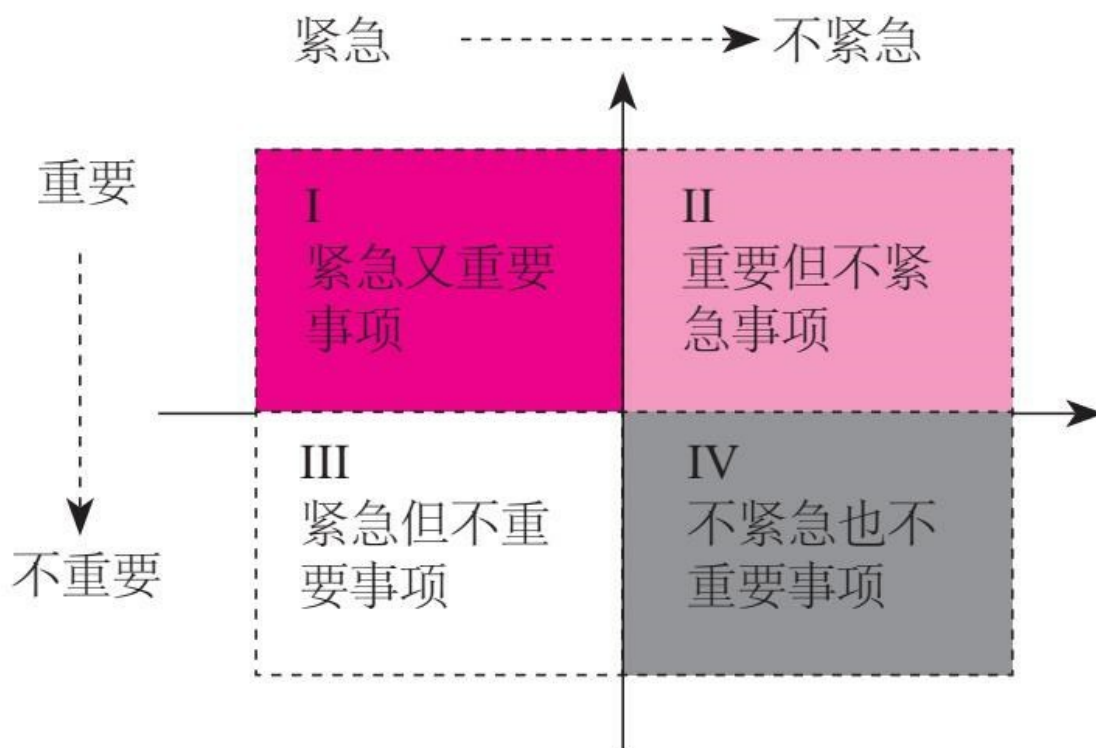 紧急 不紧急
重要
I
紧急又重要
事项
II
重要但不紧
急事项
不重要
III
紧急但不重
要事项
IV
不紧急也不
重要事项